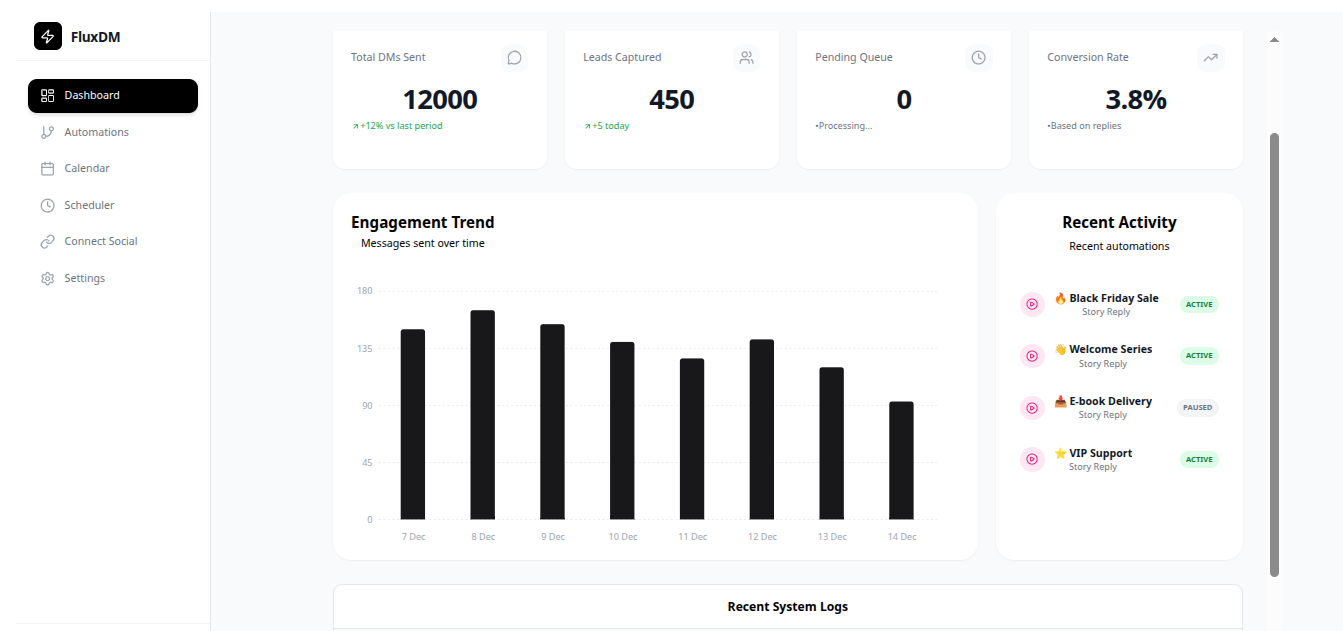 FluxDM
Dashboard
Automations
Calendar
Scheduler
Connect Social
Settings
Total DMs Sent
12000
+12% vs last period
Leads Captured
450
+5 today
Pending Queue
0
•Processing...
Conversion Rate
3.8%
•Based on replies
Engagement Trend
Messages sent over time
180
135
90
45
0
7 Dec
8 Dec
9 Dec
10 Dec
11 Dec
12 Dec
13 Dec
14 Dec
Recent Activity
Recent automations
🔥 Black Friday Sale
Story Reply
ACTIVE
👋 Welcome Series
Story Reply
ACTIVE
📥 E-book Delivery
Story Reply
PAUSED
⭐ VIP Support
Story Reply
ACTIVE
Recent System Logs